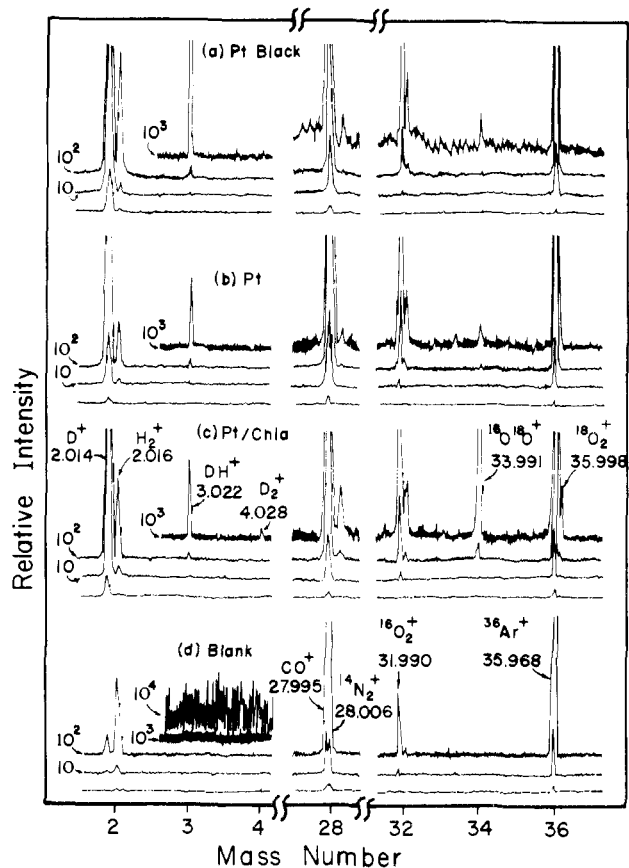 (a) Pt Black
10³
10²
10
(b) Pt
10³
10²
10
(c) Pt/Chla
D⁺
2.014
H₂⁺
2.016
DH⁺
3.022
D₂⁺
4.028
¹⁶O¹⁸O⁺
33.991
¹⁸O₂⁺
35.998
10³
10²
10
(d) Blank
10⁴
10³
10²
10
CO⁺
27.995
¹⁴N₂⁺
28.006
¹⁶O₂⁺
31.990
³⁶Ar⁺
35.968
Relative Intensity
2 3 4 28 32 34 36
Mass Number